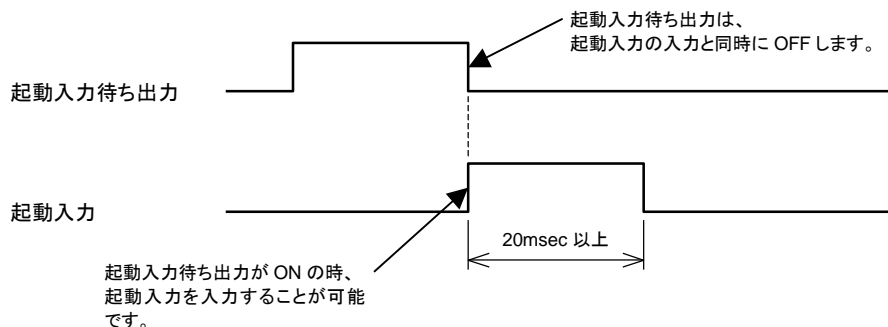 起動入力待ち出力は、
起動入力の入力と同時に OFF します。
起動入力待ち出力
起動入力
20msec 以上
起動入力待ち出力が ON の時、
起動入力を入力することが可能
です。